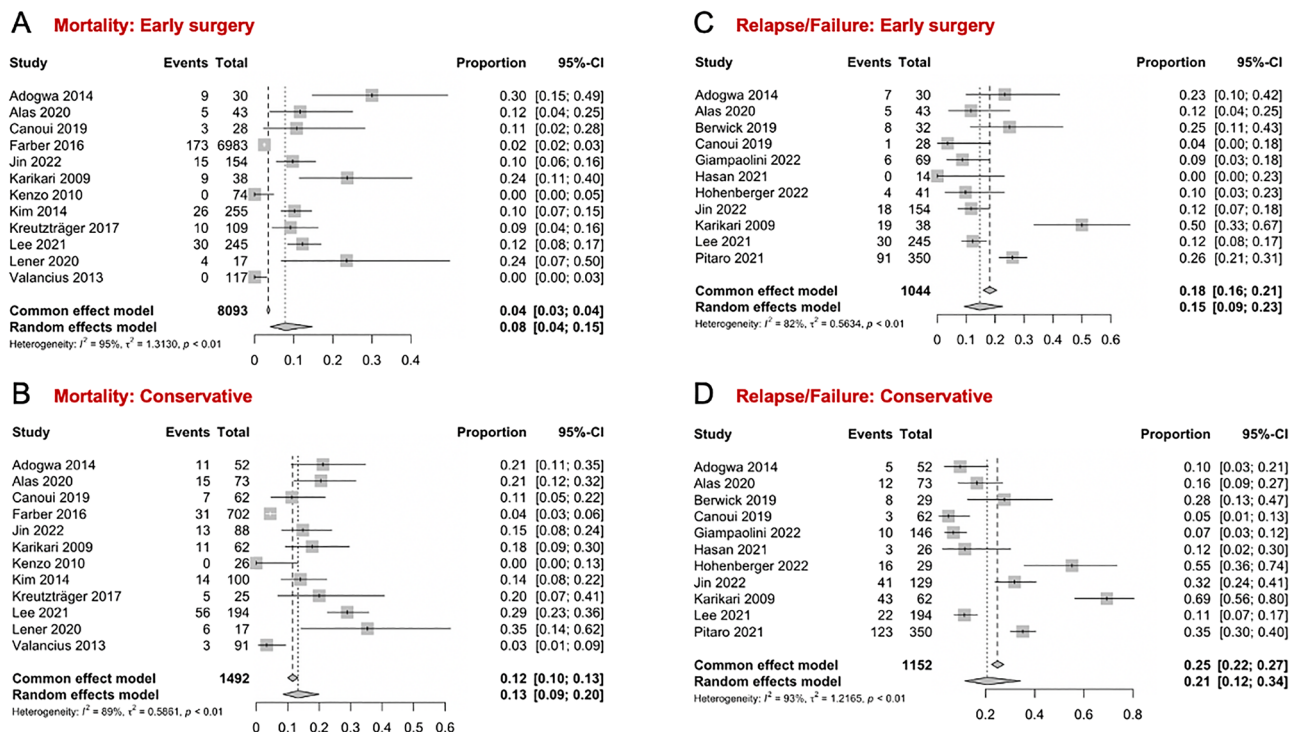 A Mortality: Early surgery
Study Events Total Proportion 95%-CI
Adogwa 2014 9 30 0.30 [0.15; 0.49]
Alas 2020 5 43 0.12 [0.04; 0.25]
Canoui 2019 3 28 0.11 [0.02; 0.28]
Farber 2016 173 6983 0.02 [0.02; 0.03]
Jin 2022 15 154 0.10 [0.06; 0.16]
Karikari 2009 9 38 0.24 [0.11; 0.40]
Kenzo 2010 0 74 0.00 [0.00; 0.05]
Kim 2014 26 255 0.10 [0.07; 0.15]
Kreutzträger 2017 10 109 0.09 [0.04; 0.16]
Lee 2021 30 245 0.12 [0.08; 0.17]
Lener 2020 4 17 0.24 [0.07; 0.50]
Valancius 2013 0 117 0.00 [0.00; 0.03]
Common effect model 8093 0.04 [0.03; 0.04]
Random effects model 0.08 [0.04; 0.15]
Heterogeneity: I² = 95%, τ² = 1.3130, p < 0.01
0 0.1 0.2 0.3 0.4
B Mortality: Conservative
Study Events Total Proportion 95%-CI
Adogwa 2014 11 52 0.21 [0.11; 0.35]
Alas 2020 15 73 0.21 [0.12; 0.32]
Canoui 2019 7 62 0.11 [0.05; 0.22]
Farber 2016 31 702 0.04 [0.03; 0.06]
Jin 2022 13 88 0.15 [0.08; 0.24]
Karikari 2009 11 62 0.18 [0.09; 0.30]
Kenzo 2010 0 26 0.00 [0.00; 0.13]
Kim 2014 14 100 0.14 [0.08; 0.22]
Kreutzträger 2017 5 25 0.20 [0.07; 0.41]
Lee 2021 56 194 0.29 [0.23; 0.36]
Lener 2020 6 17 0.35 [0.14; 0.62]
Valancius 2013 3 91 0.03 [0.01; 0.09]
Common effect model 1492 0.12 [0.10; 0.13]
Random effects model 0.13 [0.09; 0.20]
Heterogeneity: I² = 89%, τ² = 0.5861, p < 0.01
0 0.1 0.2 0.3 0.4 0.5 0.6
C Relapse/Failure: Early surgery
Study Events Total Proportion 95%-CI
Adogwa 2014 7 30 0.23 [0.10; 0.42]
Alas 2020 5 43 0.12 [0.04; 0.25]
Berwick 2019 8 32 0.25 [0.11; 0.43]
Canoui 2019 1 28 0.04 [0.00; 0.18]
Giampaolini 2022 6 69 0.09 [0.03; 0.18]
Hasan 2021 0 14 0.00 [0.00; 0.23]
Hohenberger 2022 4 41 0.10 [0.03; 0.23]
Jin 2022 18 154 0.12 [0.07; 0.18]
Karikari 2009 19 38 0.50 [0.33; 0.67]
Lee 2021 30 245 0.12 [0.08; 0.17]
Pitaro 2021 91 350 0.26 [0.21; 0.31]
Common effect model 1044 0.18 [0.16; 0.21]
Random effects model 0.15 [0.09; 0.23]
Heterogeneity: I² = 82%, τ² = 0.5634, p < 0.01
0 0.1 0.2 0.3 0.4 0.5 0.6
D Relapse/Failure: Conservative
Study Events Total Proportion 95%-CI
Adogwa 2014 5 52 0.10 [0.03; 0.21]
Alas 2020 12 73 0.16 [0.09; 0.27]
Berwick 2019 8 29 0.28 [0.13; 0.47]
Canoui 2019 3 62 0.05 [0.01; 0.13]
Giampaolini 2022 10 146 0.07 [0.03; 0.12]
Hasan 2021 3 26 0.12 [0.02; 0.30]
Hohenberger 2022 16 29 0.55 [0.36; 0.74]
Jin 2022 41 129 0.32 [0.24; 0.41]
Karikari 2009 43 62 0.69 [0.56; 0.80]
Lee 2021 22 194 0.11 [0.07; 0.17]
Pitaro 2021 123 350 0.35 [0.30; 0.40]
Common effect model 1152 0.25 [0.22; 0.27]
Random effects model 0.21 [0.12; 0.34]
Heterogeneity: I² = 93%, τ² = 1.2165, p < 0.01
0.2 0.4 0.6 0.8